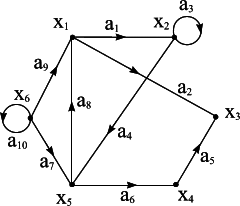 a₃
x₁ a₁ x₂
a₉ a₂
x₆ a₈ x₃
a₄
a₁₀ a₇ a₅
x₅ a₆ x₄